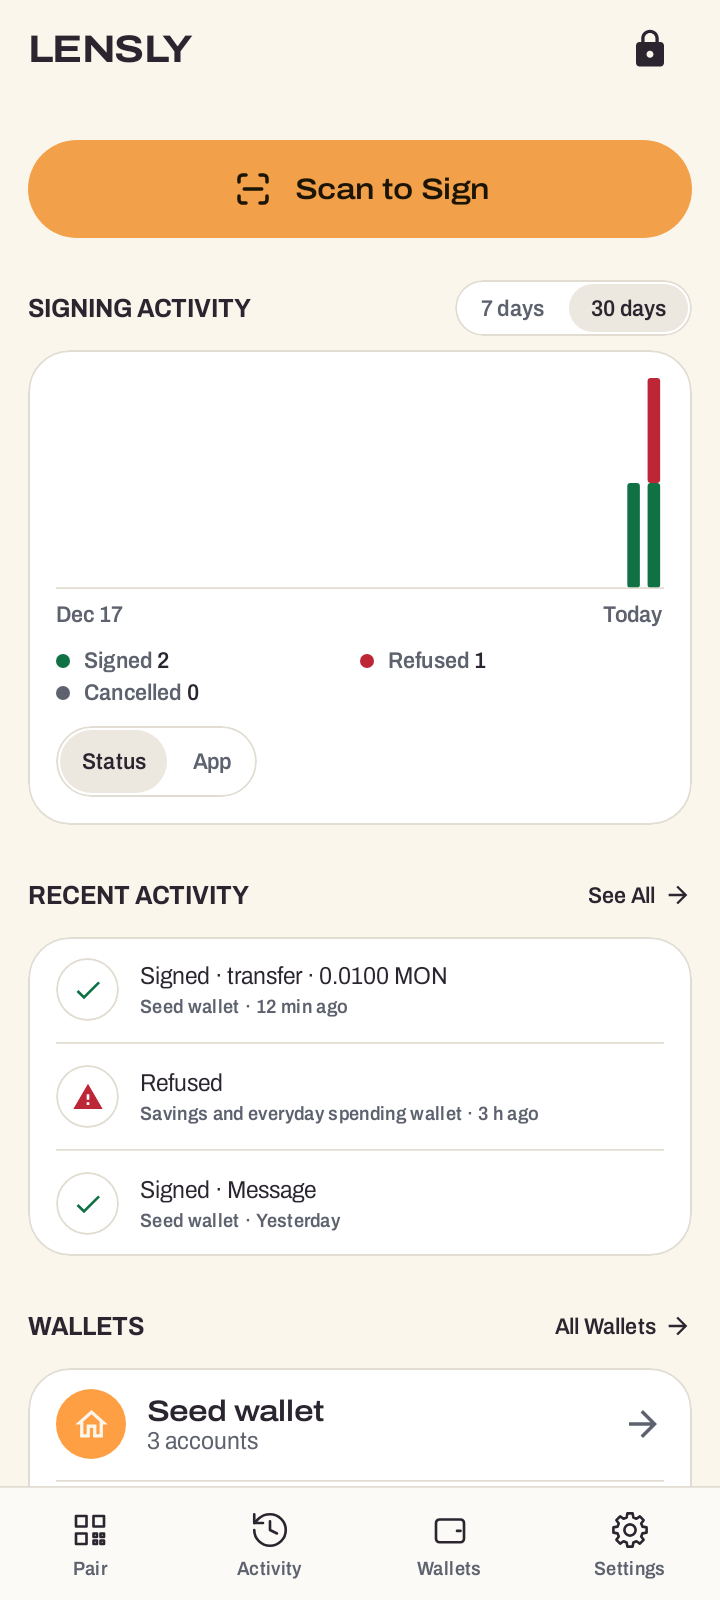 LENSLY
Scan to Sign
SIGNING ACTIVITY
7 days
30 days
Dec 17
Today
Signed 2
Refused 1
Cancelled 0
Status
App
RECENT ACTIVITY
See All
Signed · transfer · 0.0100 MON
Seed wallet · 12 min ago
Refused
Savings and everyday spending wallet · 3 h ago
Signed · Message
Seed wallet · Yesterday
WALLETS
All Wallets
Seed wallet
3 accounts
Pair
Activity
Wallets
Settings